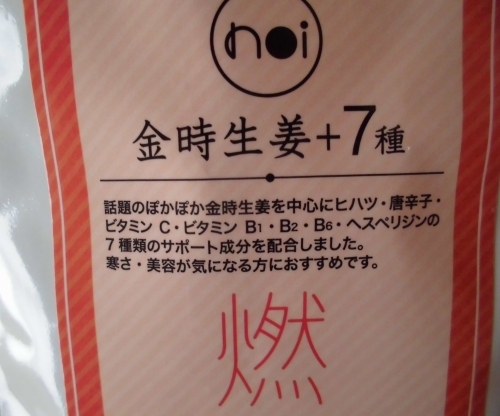 noi
金時生姜+7種
話題のぽかぽか金時生姜を中心にヒハツ・唐辛子・
ビタミン C・ビタミン B1・B2・B6・ヘスペリジンの
7種類のサポート成分を配合しました。
寒さ・美容が気になる方におすすめです。
燃